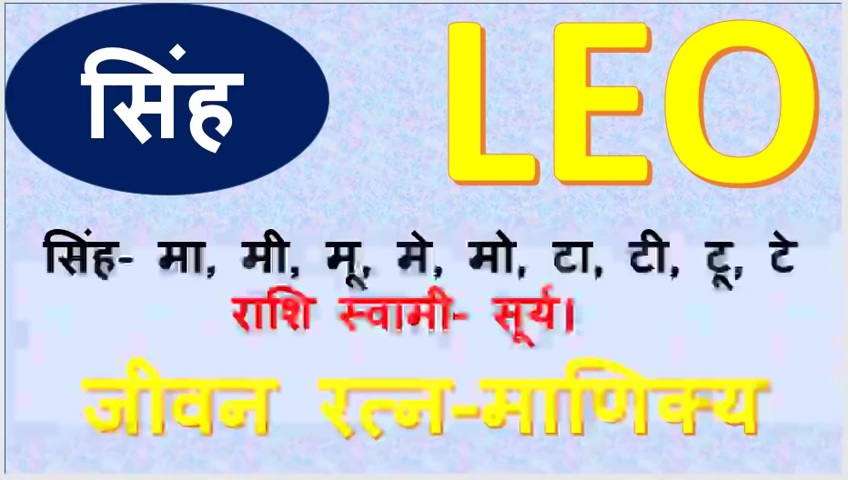 सिंह LEO
सिंह- मा, मी, मू, मे, मो, टा, टी, टू, टे
राशि स्वामी- सूर्य।
जीवन रत्न-माणिक्य